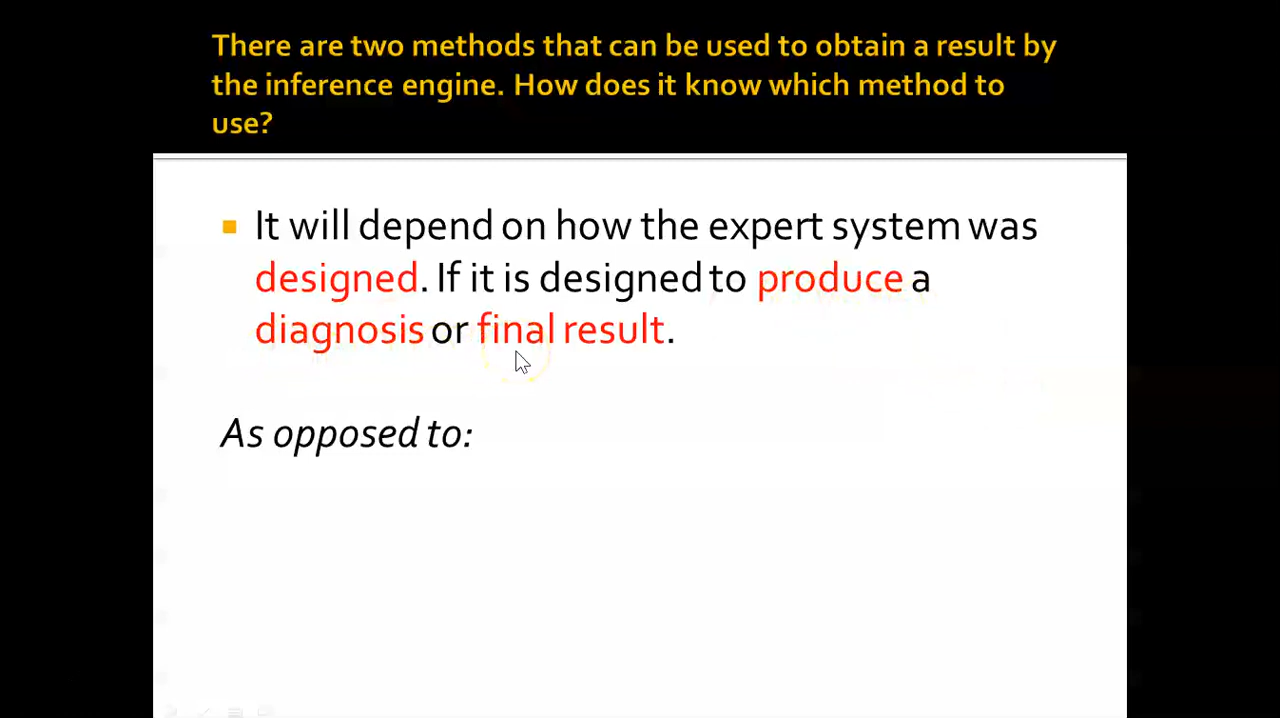 There are two methods that can be used to obtain a result by
the inference engine. How does it know which method to
use?
It will depend on how the expert system was
designed. If it is designed to produce a
diagnosis or final result.
As opposed to: